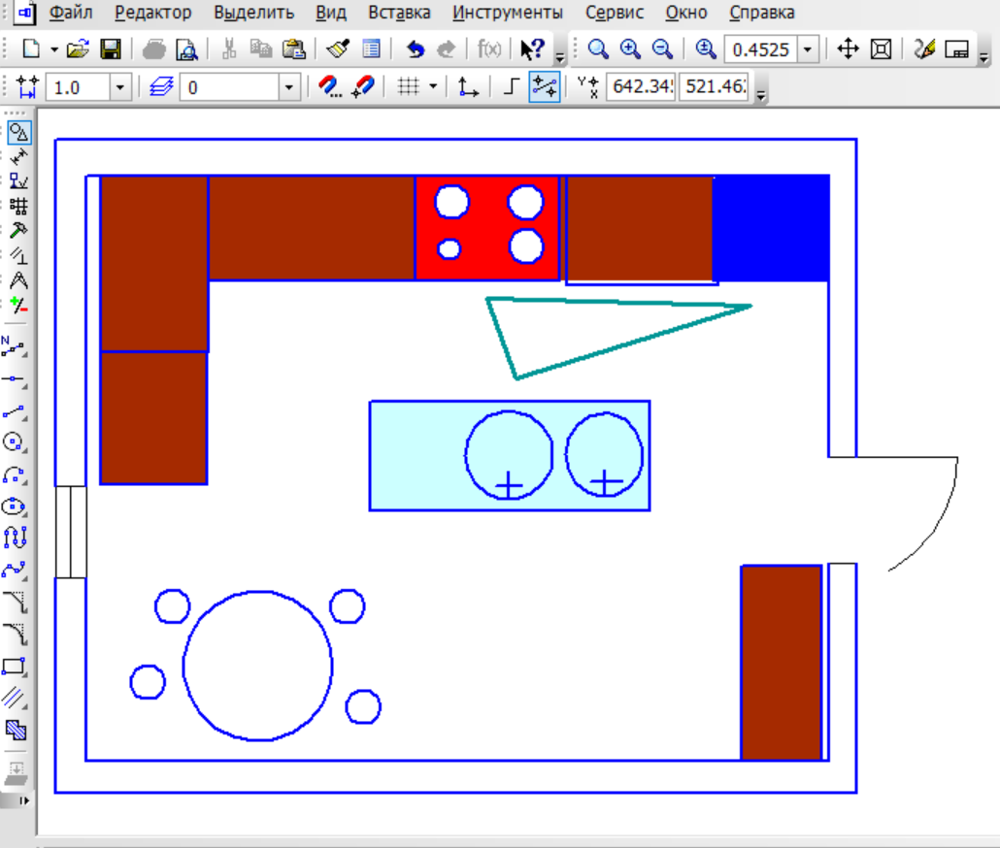 Файл Редактор Выделить Вид Вставка Инструменты Сервис Окно Справка
f(x) ? 0.4525
1.0 0 Y X 642.34 521.46
N